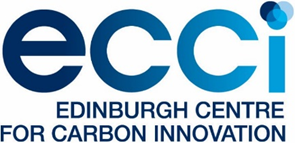 ecci
EDINBURGH CENTRE
FOR CARBON INNOVATION